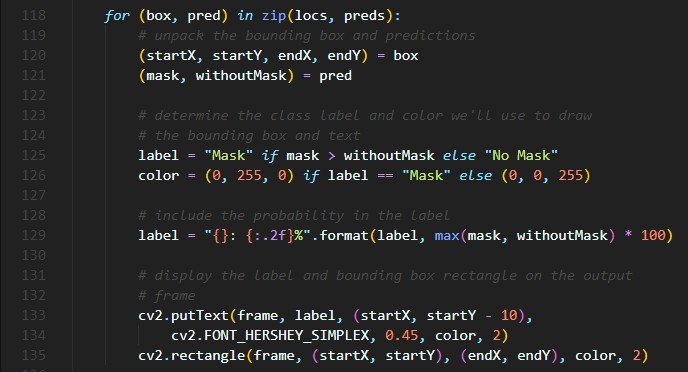 118 for (box, pred) in zip(locs, preds):
119 # unpack the bounding box and predictions
120 (startX, startY, endX, endY) = box
121 (mask, withoutMask) = pred
122
123 # determine the class label and color we'll use to draw
124 # the bounding box and text
125 label = "Mask" if mask > withoutMask else "No Mask"
126 color = (0, 255, 0) if label == "Mask" else (0, 0, 255)
127
128 # include the probability in the label
129 label = "{}: {:.2f}%".format(label, max(mask, withoutMask) * 100)
130
131 # display the label and bounding box rectangle on the output
132 # frame
133 cv2.putText(frame, label, (startX, startY - 10),
134 cv2.FONT_HERSHEY_SIMPLEX, 0.45, color, 2)
135 cv2.rectangle(frame, (startX, startY), (endX, endY), color, 2)